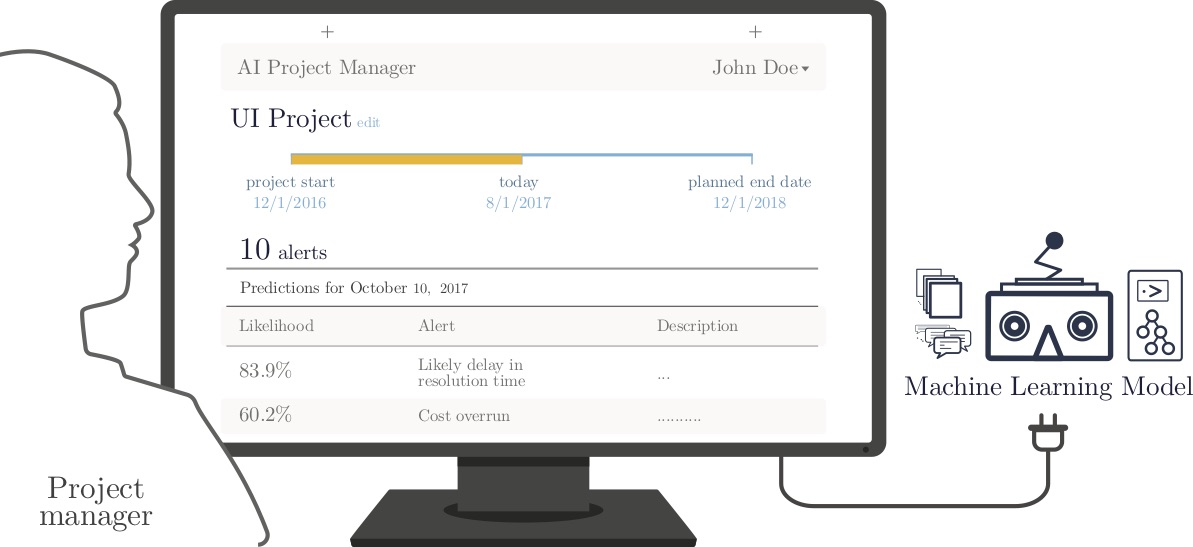 + +
AI Project Manager John Doe
UI Project edit
project start today planned end date
12/1/2016 8/1/2017 12/1/2018
10 alerts
Predictions for October 10, 2017
Likelihood Alert Description
83.9% Likely delay in
resolution time ...
60.2% Cost overrun ..........
Machine Learning Model
Project
manager